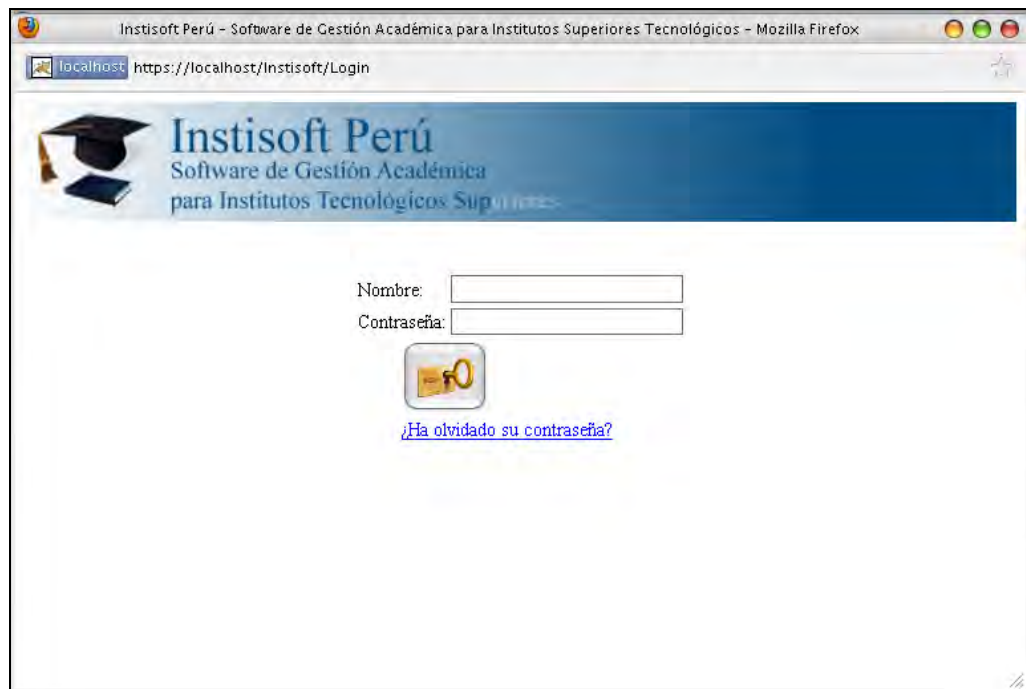 Instisoft Perú - Software de Gestión Académica para Institutos Superiores Tecnológicos - Mozilla Firefox
localhost https://localhost/Instisoft/Login
Instisoft Perú
Software de Gestión Académica
para Institutos Tecnológicos Superiores
Nombre:
Contraseña:
¿Ha olvidado su contraseña?